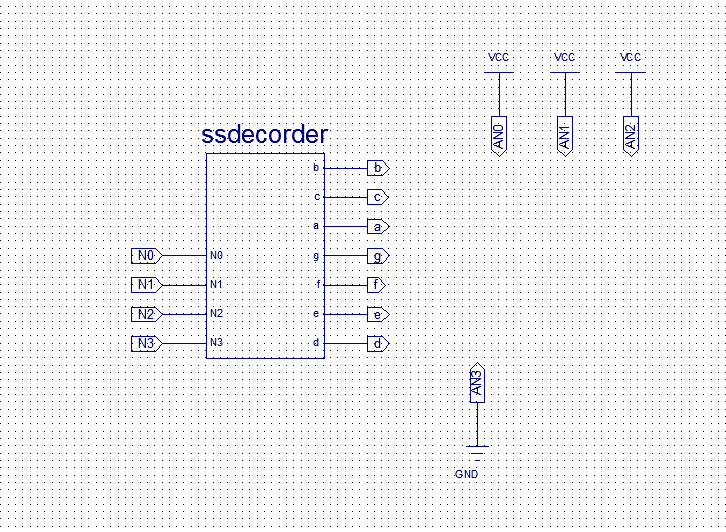 VCC VCC VCC
AN0 AN1 AN2
ssdecorder
b b
c c
a a
N0 N0 g g
N1 N1 f f
N2 N2 e e
N3 N3 d d
AN3
GND